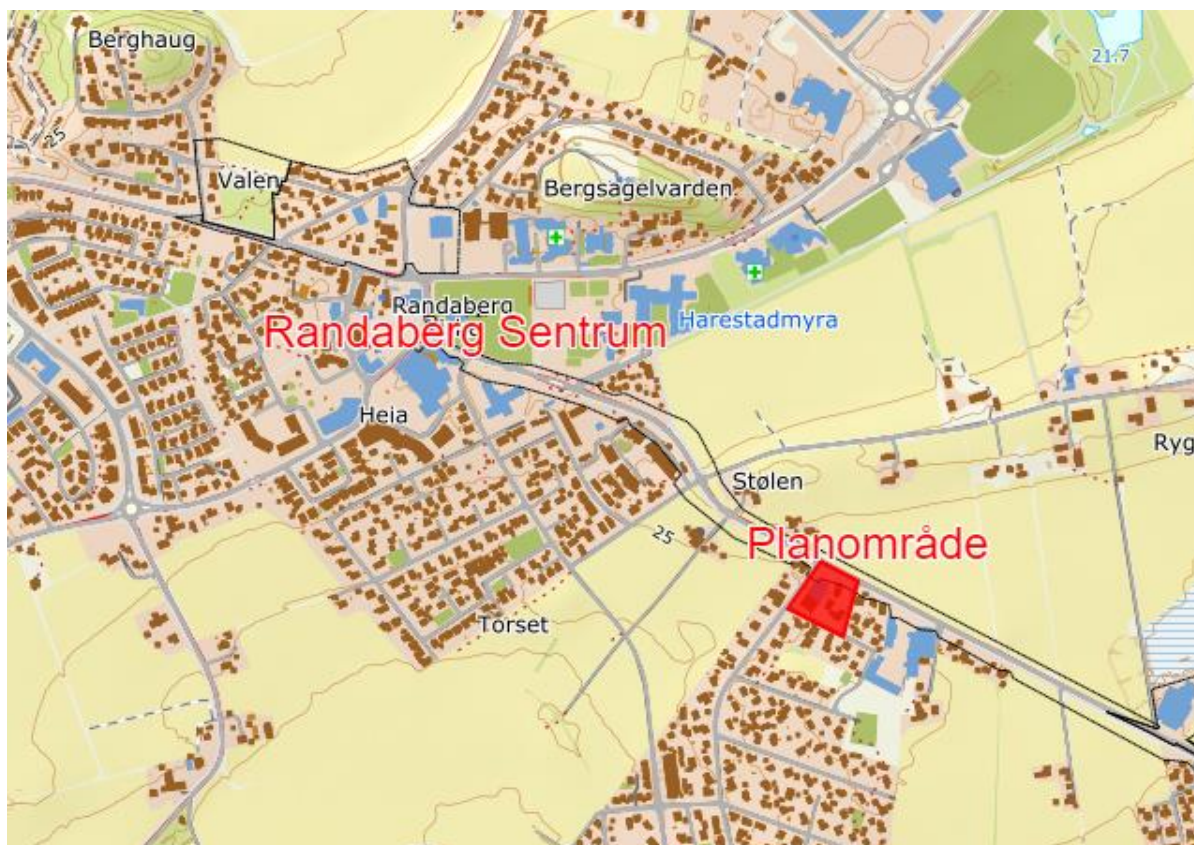 Berghaug
21.7
25
Valen
Bergsagelvarden
Randaberg
Randaberg Sentrum
Harestadmyra
Heia
Ryg
Stølen
25
Planområde
Torset